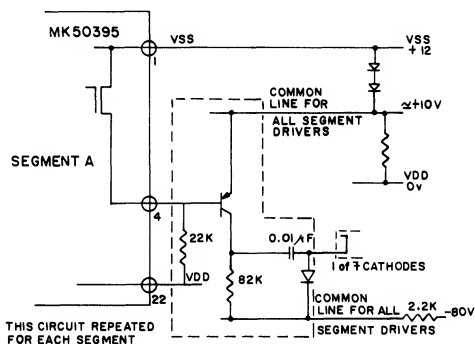 MK50395
VSS
VSS
+12
1
COMMON
LINE FOR
ALL SEGMENT
DRIVERS
≃+10V
SEGMENT A
VDD
0v
4
0.01 μF
22K
VDD
82K
1 of 7 CATHODES
22
COMMON
LINE FOR ALL
SEGMENT DRIVERS
2.2K
-80V
THIS CIRCUIT REPEATED
FOR EACH SEGMENT